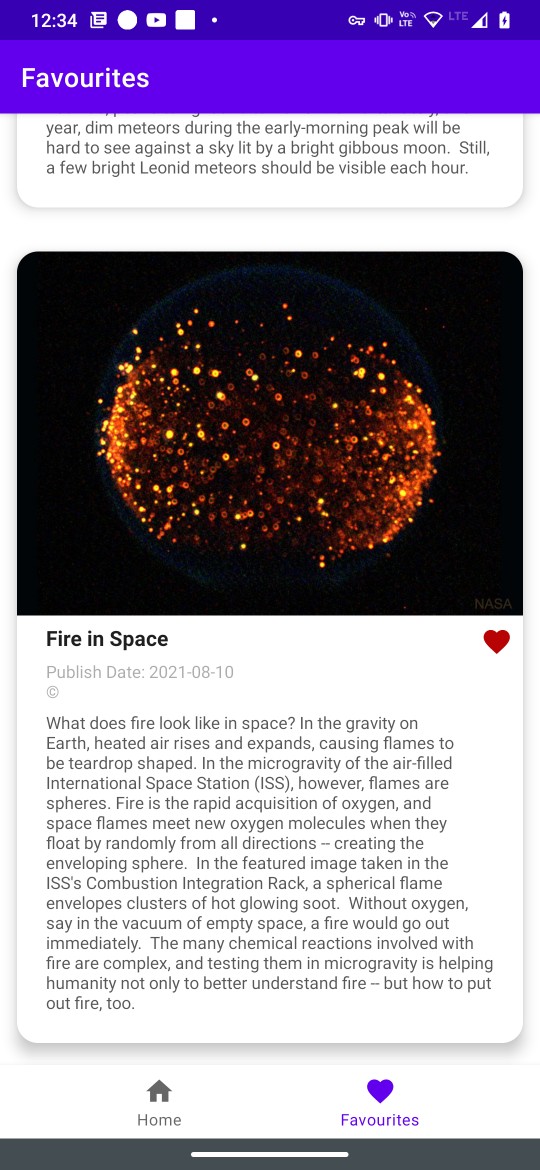 12:34
Vo LTE
LTE
Favourites
year, dim meteors during the early-morning peak will be
hard to see against a sky lit by a bright gibbous moon.  Still,
a few bright Leonid meteors should be visible each hour.
NASA
Fire in Space
Publish Date: 2021-08-10
©
What does fire look like in space? In the gravity on
Earth, heated air rises and expands, causing flames to
be teardrop shaped. In the microgravity of the air-filled
International Space Station (ISS), however, flames are
spheres. Fire is the rapid acquisition of oxygen, and
space flames meet new oxygen molecules when they
float by randomly from all directions -- creating the
enveloping sphere.  In the featured image taken in the
ISS's Combustion Integration Rack, a spherical flame
envelopes clusters of hot glowing soot.  Without oxygen,
say in the vacuum of empty space, a fire would go out
immediately.  The many chemical reactions involved with
fire are complex, and testing them in microgravity is helping
humanity not only to better understand fire -- but how to put
out fire, too.
Home
Favourites